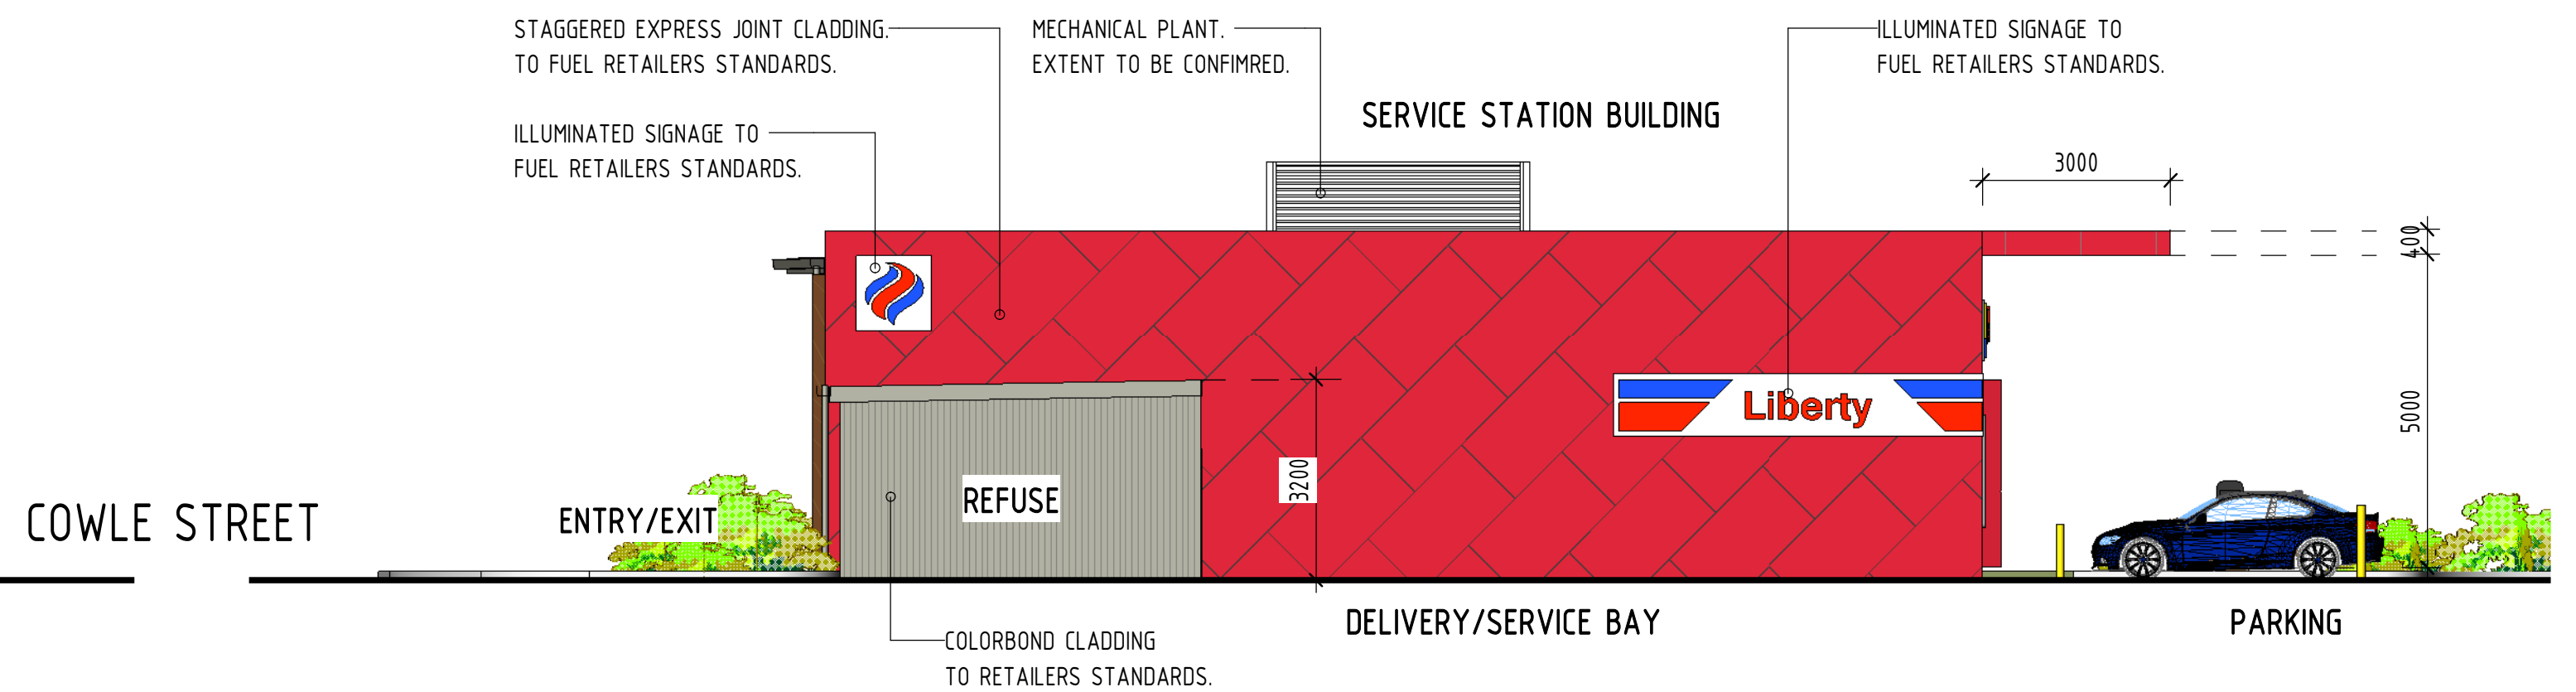 STAGGERED EXPRESS JOINT CLADDING.
TO FUEL RETAILERS STANDARDS.
MECHANICAL PLANT.
EXTENT TO BE CONFIMRED.
ILLUMINATED SIGNAGE TO
FUEL RETAILERS STANDARDS.
SERVICE STATION BUILDING
ILLUMINATED SIGNAGE TO
FUEL RETAILERS STANDARDS.
3000
400
5000
Liberty
3200
REFUSE
COWLE STREET
ENTRY/EXIT
DELIVERY/SERVICE BAY
PARKING
COLORBOND CLADDING
TO RETAILERS STANDARDS.